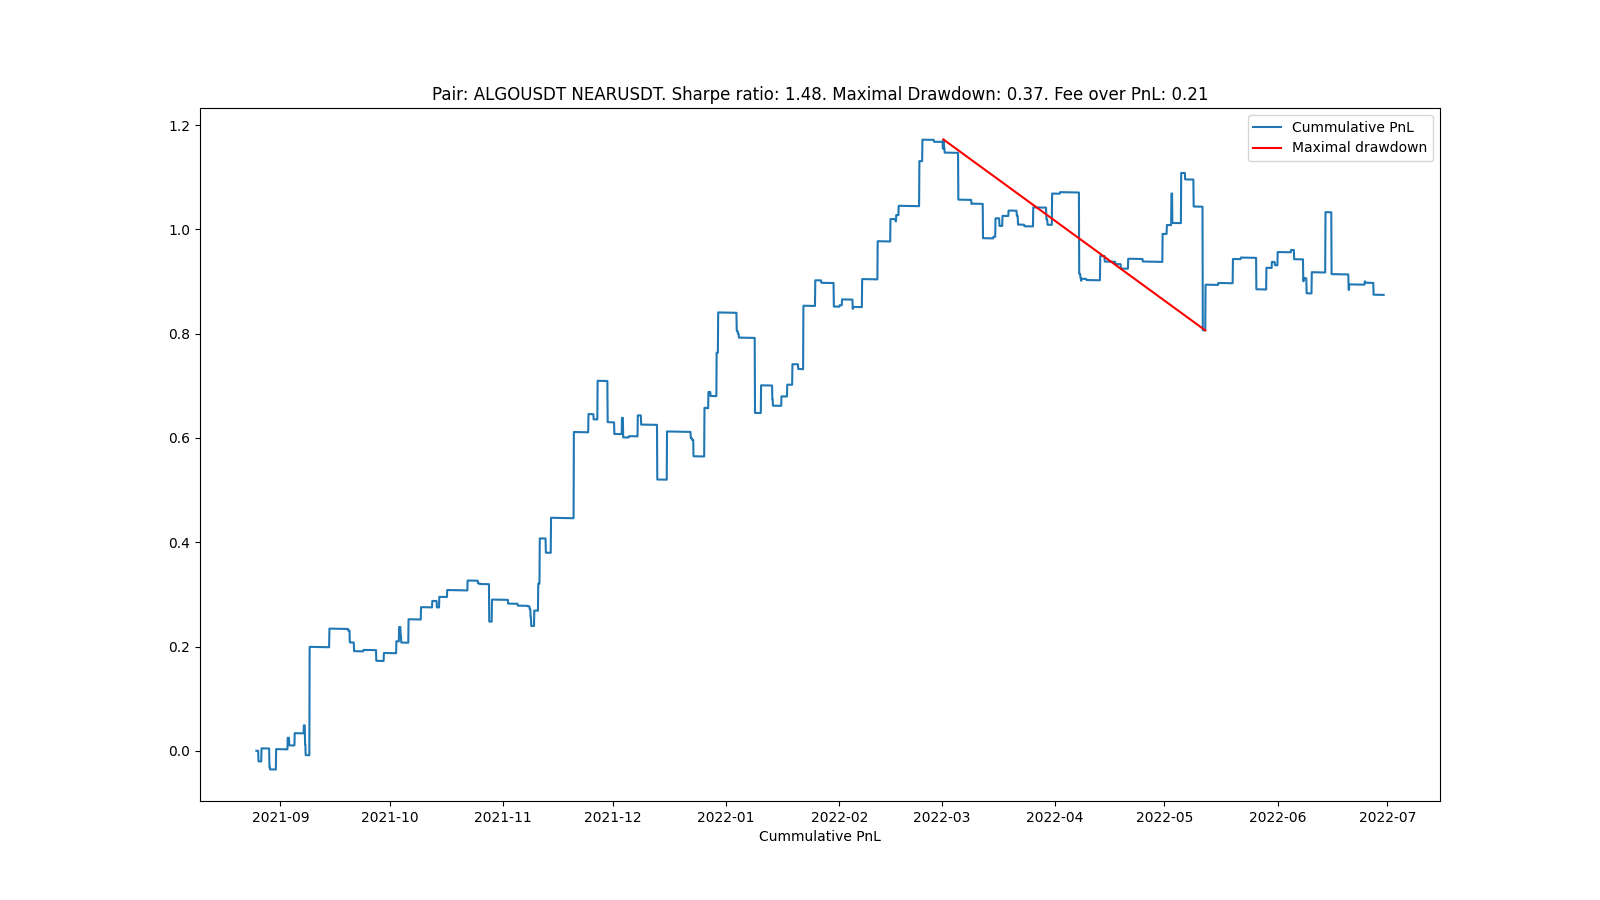 Pair: ALGOUSDT NEARUSDT. Sharpe ratio: 1.48. Maximal Drawdown: 0.37. Fee over PnL: 0.21
Cummulative PnL
Maximal drawdown
1.2
1.0
0.8
0.6
0.4
0.2
0.0
2021-09 2021-10 2021-11 2021-12 2022-01 2022-02 2022-03 2022-04 2022-05 2022-06 2022-07
Cummulative PnL